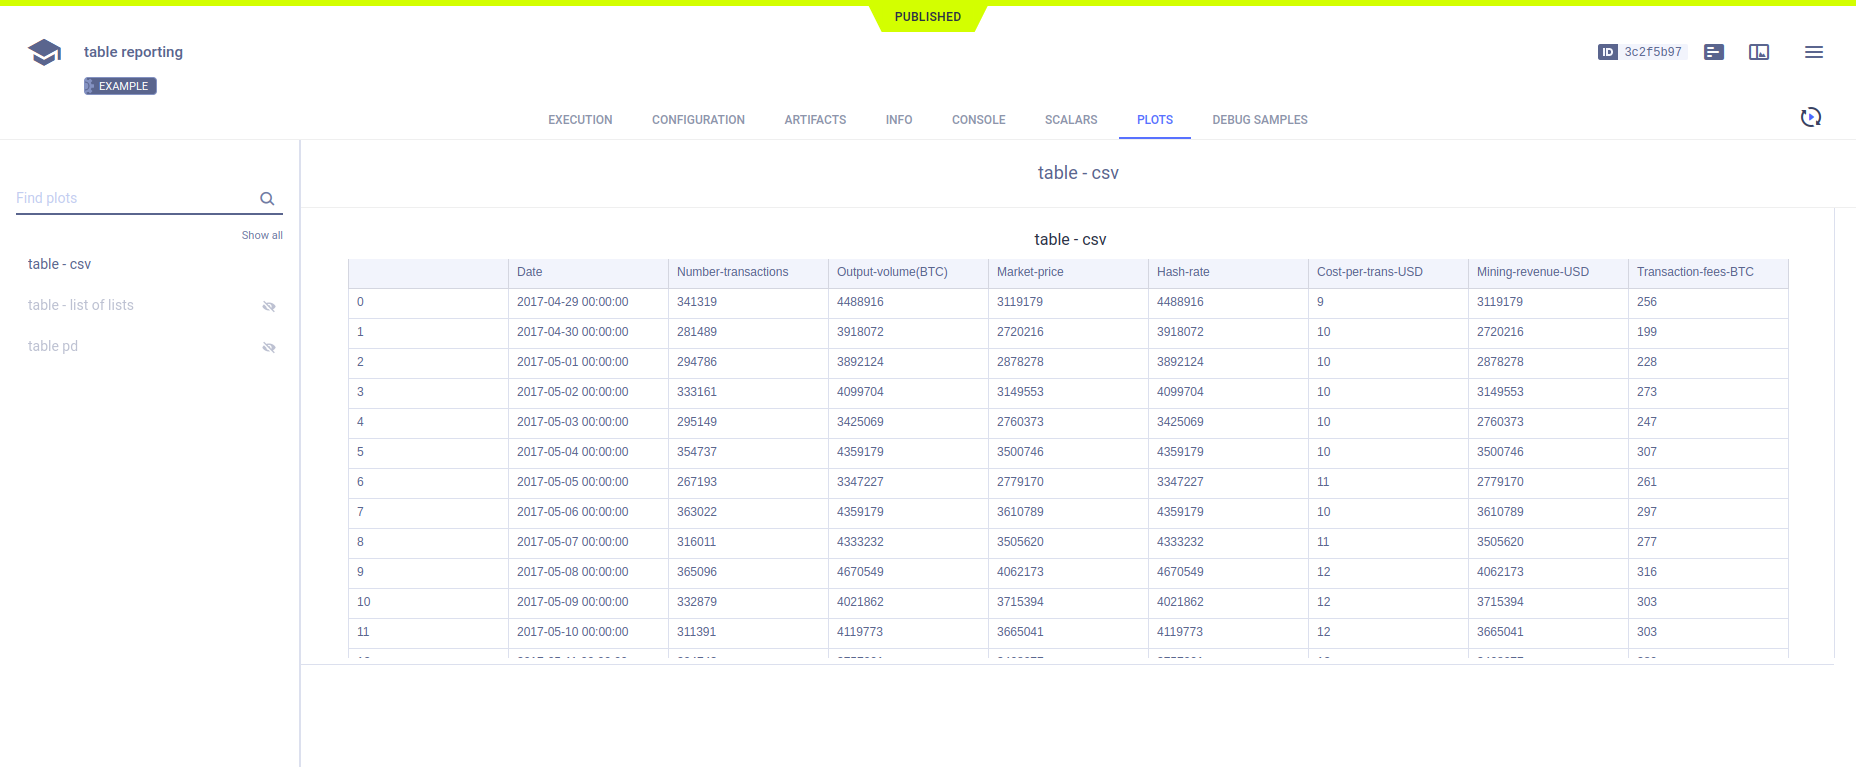 PUBLISHED
table reporting
EXAMPLE
ID 3c2f5b97
EXECUTION CONFIGURATION ARTIFACTS INFO CONSOLE SCALARS PLOTS DEBUG SAMPLES
Find plots
Show all
table - csv
table - list of lists
table pd
table - csv
table - csv
Date Number-transactions Output-volume(BTC) Market-price Hash-rate Cost-per-trans-USD Mining-revenue-USD Transaction-fees-BTC
0 2017-04-29 00:00:00 341319 4488916 3119179 4488916 9 3119179 256
1 2017-04-30 00:00:00 281489 3918072 2720216 3918072 10 2720216 199
2 2017-05-01 00:00:00 294786 3892124 2878278 3892124 10 2878278 228
3 2017-05-02 00:00:00 333161 4099704 3149553 4099704 10 3149553 273
4 2017-05-03 00:00:00 295149 3425069 2760373 3425069 10 2760373 247
5 2017-05-04 00:00:00 354737 4359179 3500746 4359179 10 3500746 307
6 2017-05-05 00:00:00 267193 3347227 2779170 3347227 11 2779170 261
7 2017-05-06 00:00:00 363022 4359179 3610789 4359179 10 3610789 297
8 2017-05-07 00:00:00 316011 4333232 3505620 4333232 11 3505620 277
9 2017-05-08 00:00:00 365096 4670549 4062173 4670549 12 4062173 316
10 2017-05-09 00:00:00 332879 4021862 3715394 4021862 12 3715394 303
11 2017-05-10 00:00:00 311391 4119773 3665041 4119773 12 3665041 303